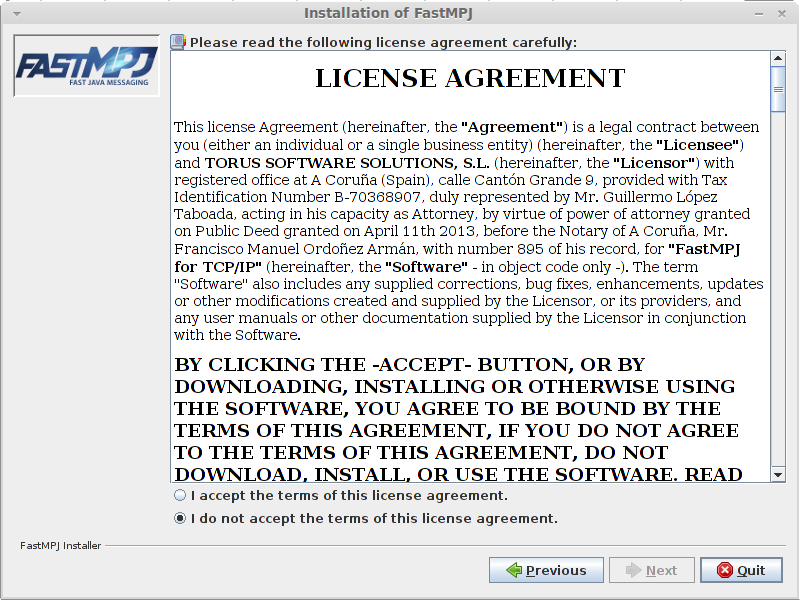 Installation of FastMPJ
FASTMPJ
FAST JAVA MESSAGING
Please read the following license agreement carefully:
LICENSE AGREEMENT
This license Agreement (hereinafter, the "Agreement") is a legal contract between
you (either an individual or a single business entity) (hereinafter, the "Licensee")
and TORUS SOFTWARE SOLUTIONS, S.L. (hereinafter, the "Licensor") with
registered office at A Coruña (Spain), calle Cantón Grande 9, provided with Tax
Identification Number B-70368907, duly represented by Mr. Guillermo López
Taboada, acting in his capacity as Attorney, by virtue of power of attorney granted
on Public Deed granted on April 11th 2013, before the Notary of A Coruña, Mr.
Francisco Manuel Ordoñez Armán, with number 895 of his record, for "FastMPJ
for TCP/IP" (hereinafter, the "Software" - in object code only -). The term
"Software" also includes any supplied corrections, bug fixes, enhancements, updates
or other modifications created and supplied by the Licensor, or its providers, and
any user manuals or other documentation supplied by the Licensor in conjunction
with the Software.
BY CLICKING THE -ACCEPT- BUTTON, OR BY
DOWNLOADING, INSTALLING OR OTHERWISE USING
THE SOFTWARE, YOU AGREE TO BE BOUND BY THE
TERMS OF THIS AGREEMENT, IF YOU DO NOT AGREE
TO THE TERMS OF THIS AGREEMENT, DO NOT
DOWNLOAD, INSTALL, OR USE THE SOFTWARE. READ
I accept the terms of this license agreement.
I do not accept the terms of this license agreement.
FastMPJ Installer
Previous
Next
Quit